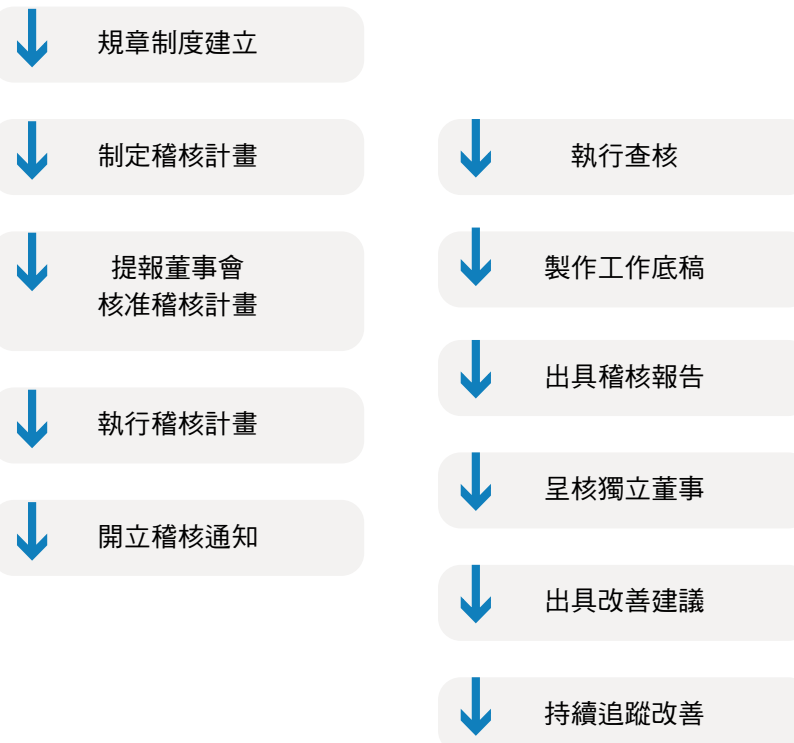 規章制度建立
制定稽核計畫
提報董事會
核准稽核計畫
執行稽核計畫
開立稽核通知
執行查核
製作工作底稿
出具稽核報告
呈核獨立董事
出具改善建議
持續追蹤改善